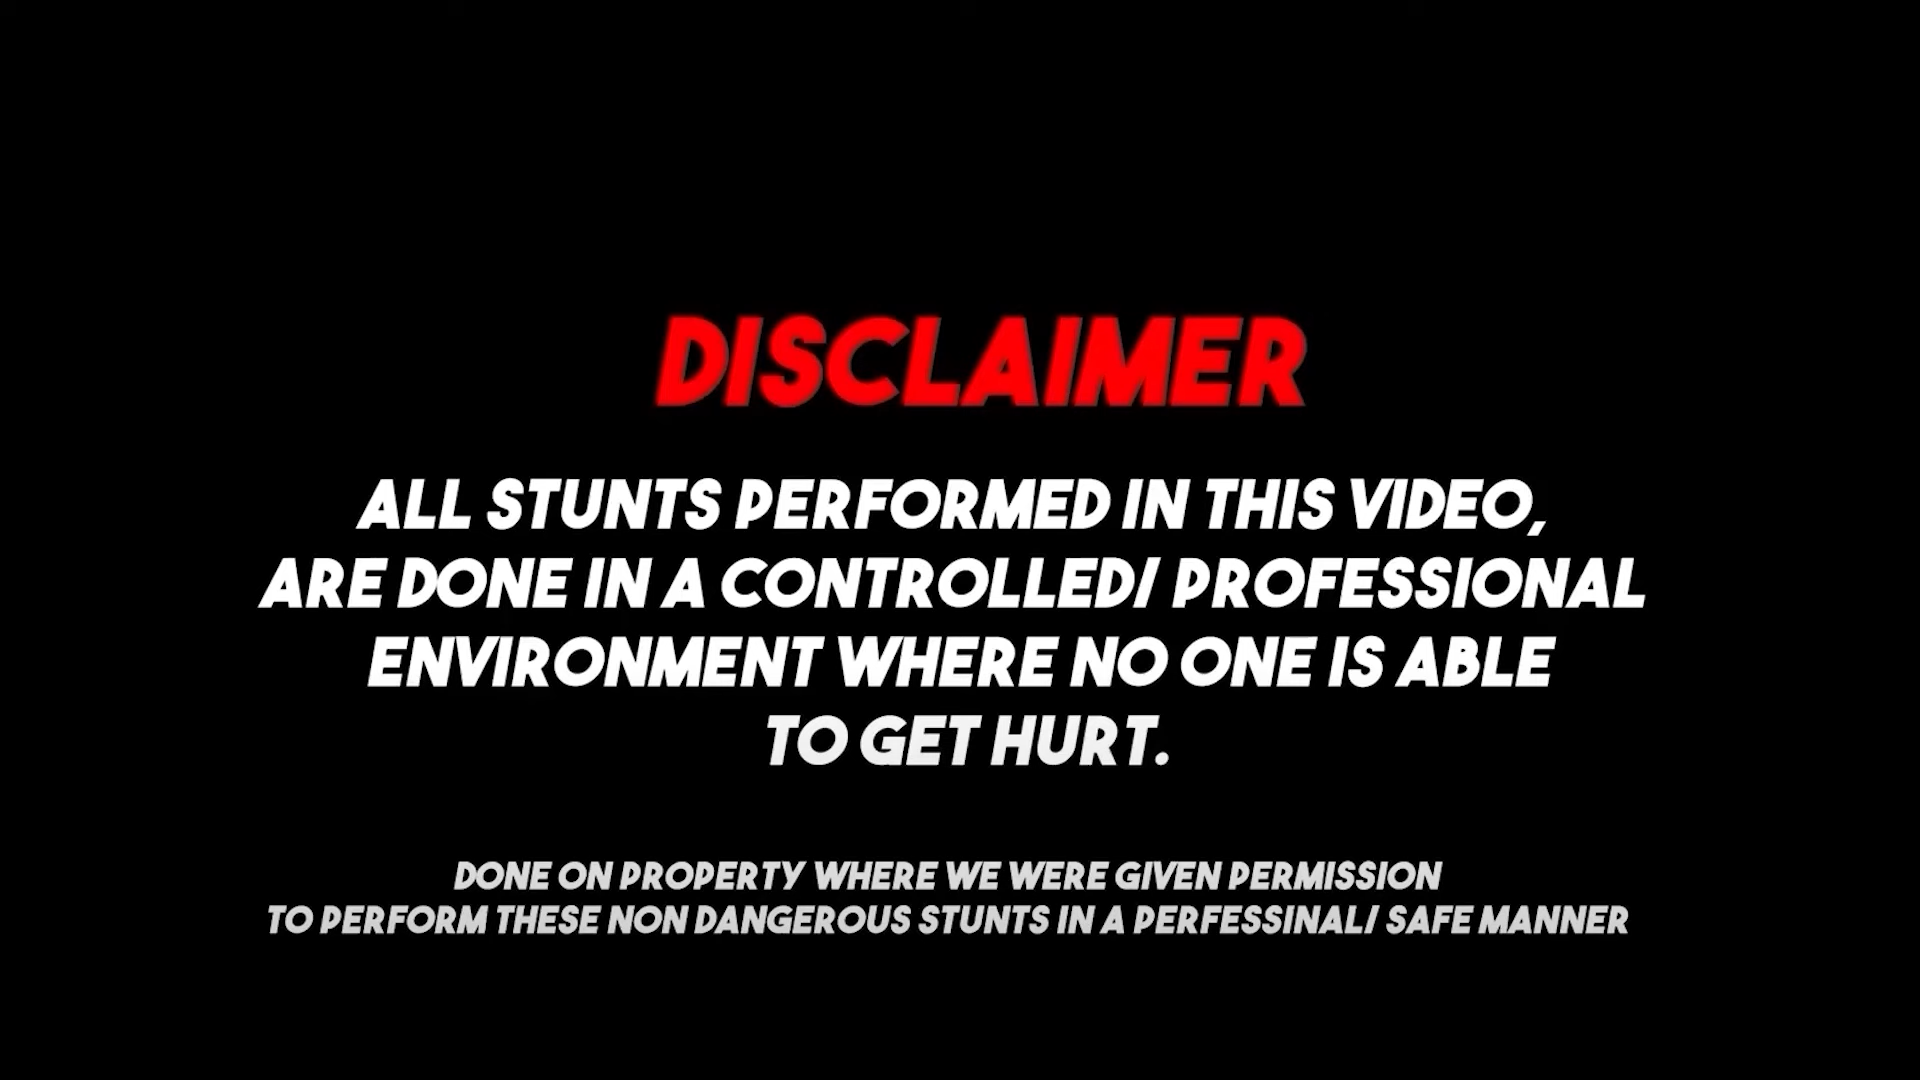 DISCLAIMER
ALL STUNTS PERFORMED IN THIS VIDEO,
ARE DONE IN A CONTROLLED/ PROFESSIONAL
ENVIRONMENT WHERE NO ONE IS ABLE
TO GET HURT.
DONE ON PROPERTY WHERE WE WERE GIVEN PERMISSION
TO PERFORM THESE NON DANGEROUS STUNTS IN A PERFESSINAL/ SAFE MANNER